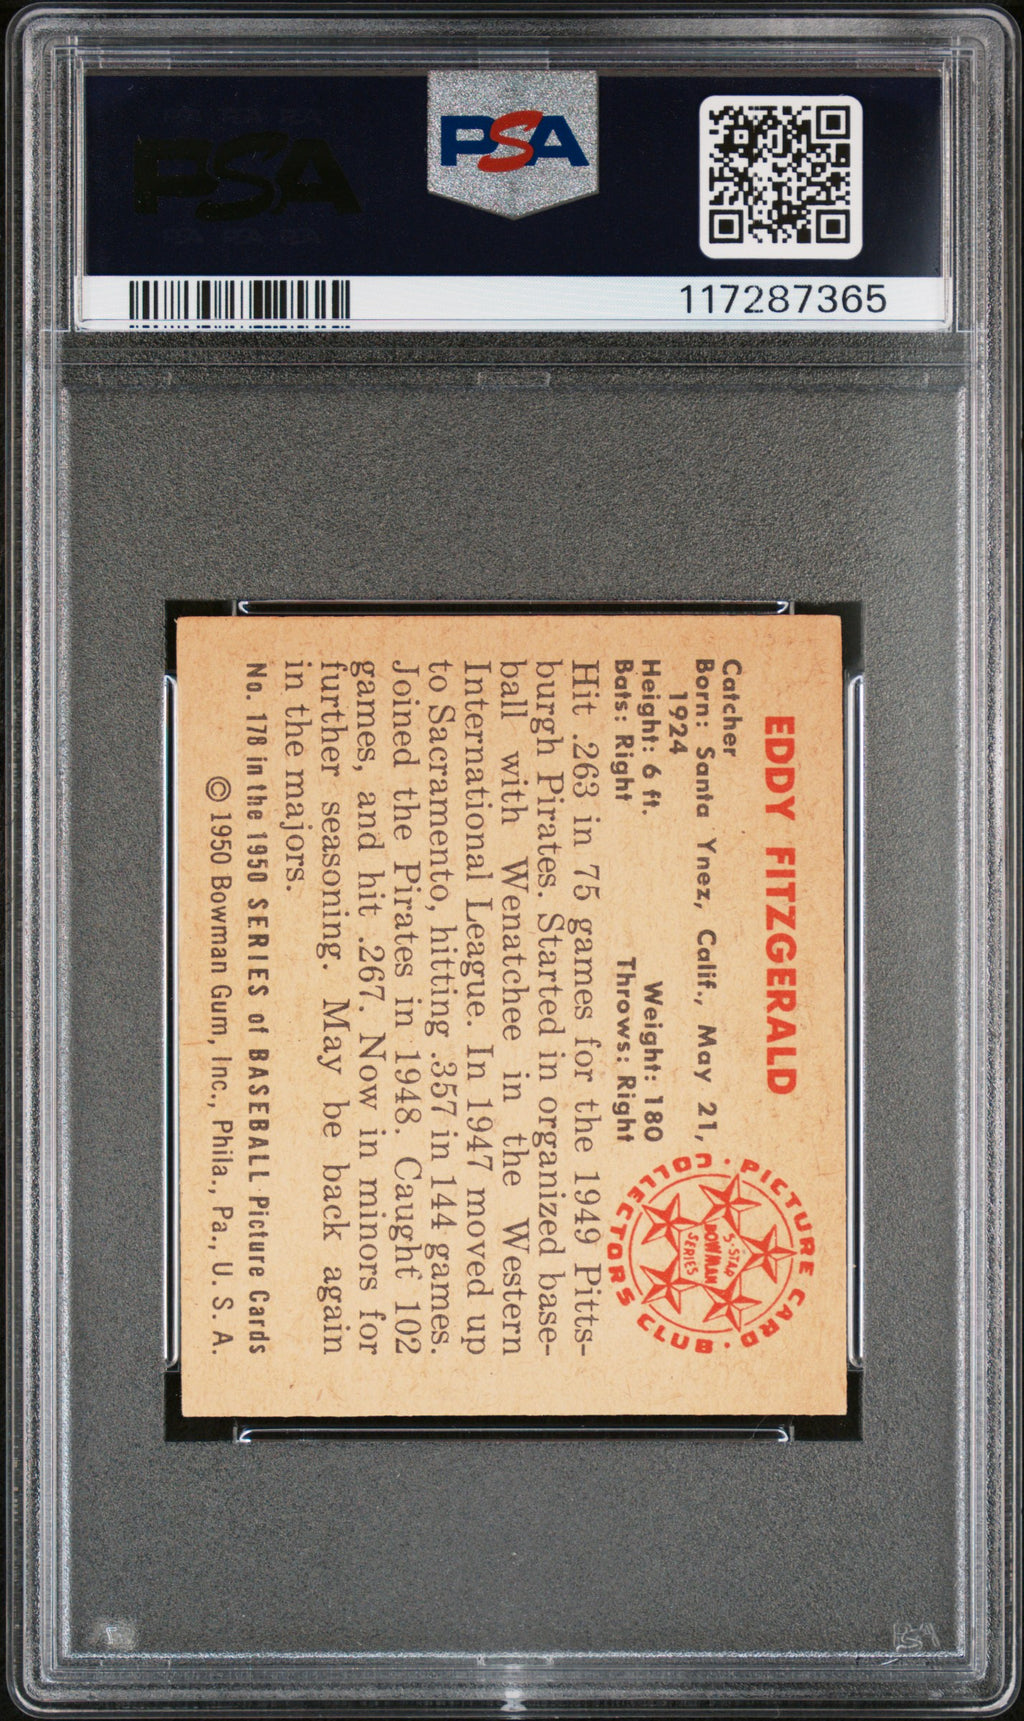 PSA
PSA
117287365
EDDY FITZGERALD
Catcher
Born: Santa Ynez, Calif., May 21,
1924
Height: 6 ft. Weight: 180
Bats: Right Throws: Right
PICTURE CARD
COLLECTORS CLUB
5-STAR
BOWMAN
SERIES
Hit .263 in 75 games for the 1949 Pitts-
burgh Pirates. Started in organized base-
ball with Wenatchee in the Western
International League. In 1947 moved up
to Sacramento, hitting .357 in 144 games.
Joined the Pirates in 1948. Caught 102
games, and hit .267. Now in minors for
further seasoning. May be back again
in the majors.
No. 178 in the 1950 SERIES of BASEBALL Picture Cards
© 1950 Bowman Gum, Inc., Phila., Pa., U. S. A.
PSA